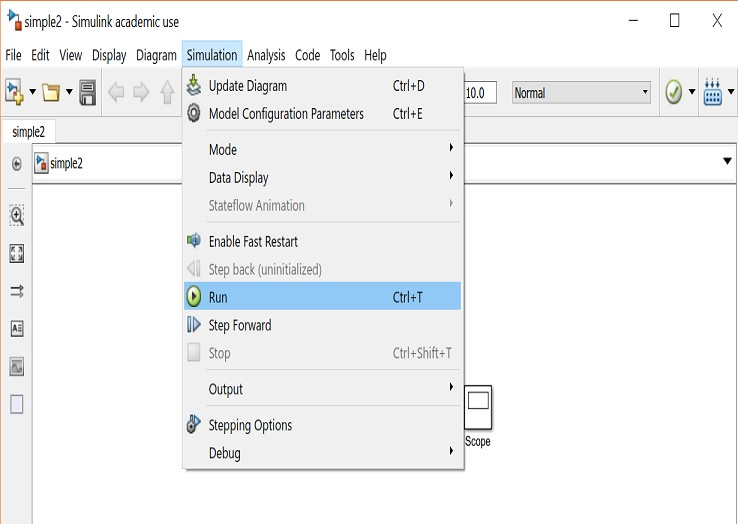 simple2 - Simulink academic use
File Edit View Display Diagram Simulation Analysis Code Tools Help
10.0 Normal
simple2
simple2
Update Diagram Ctrl+D
Model Configuration Parameters Ctrl+E
Mode
Data Display
Stateflow Animation
Enable Fast Restart
Step back (uninitialized)
Run Ctrl+T
Step Forward
Stop Ctrl+Shift+T
Output
Stepping Options
Debug
Scope